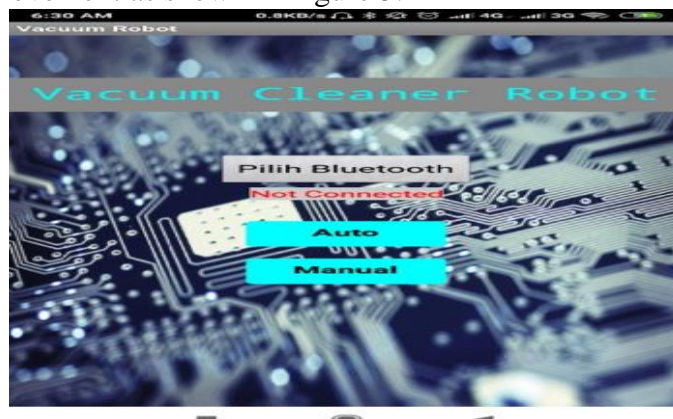 6:30 AM 0.8KB/s 4G 3G
Vacuum Robot
Vacuum Cleaner Robot
Pilih Bluetooth
Not Connected
Auto
Manual